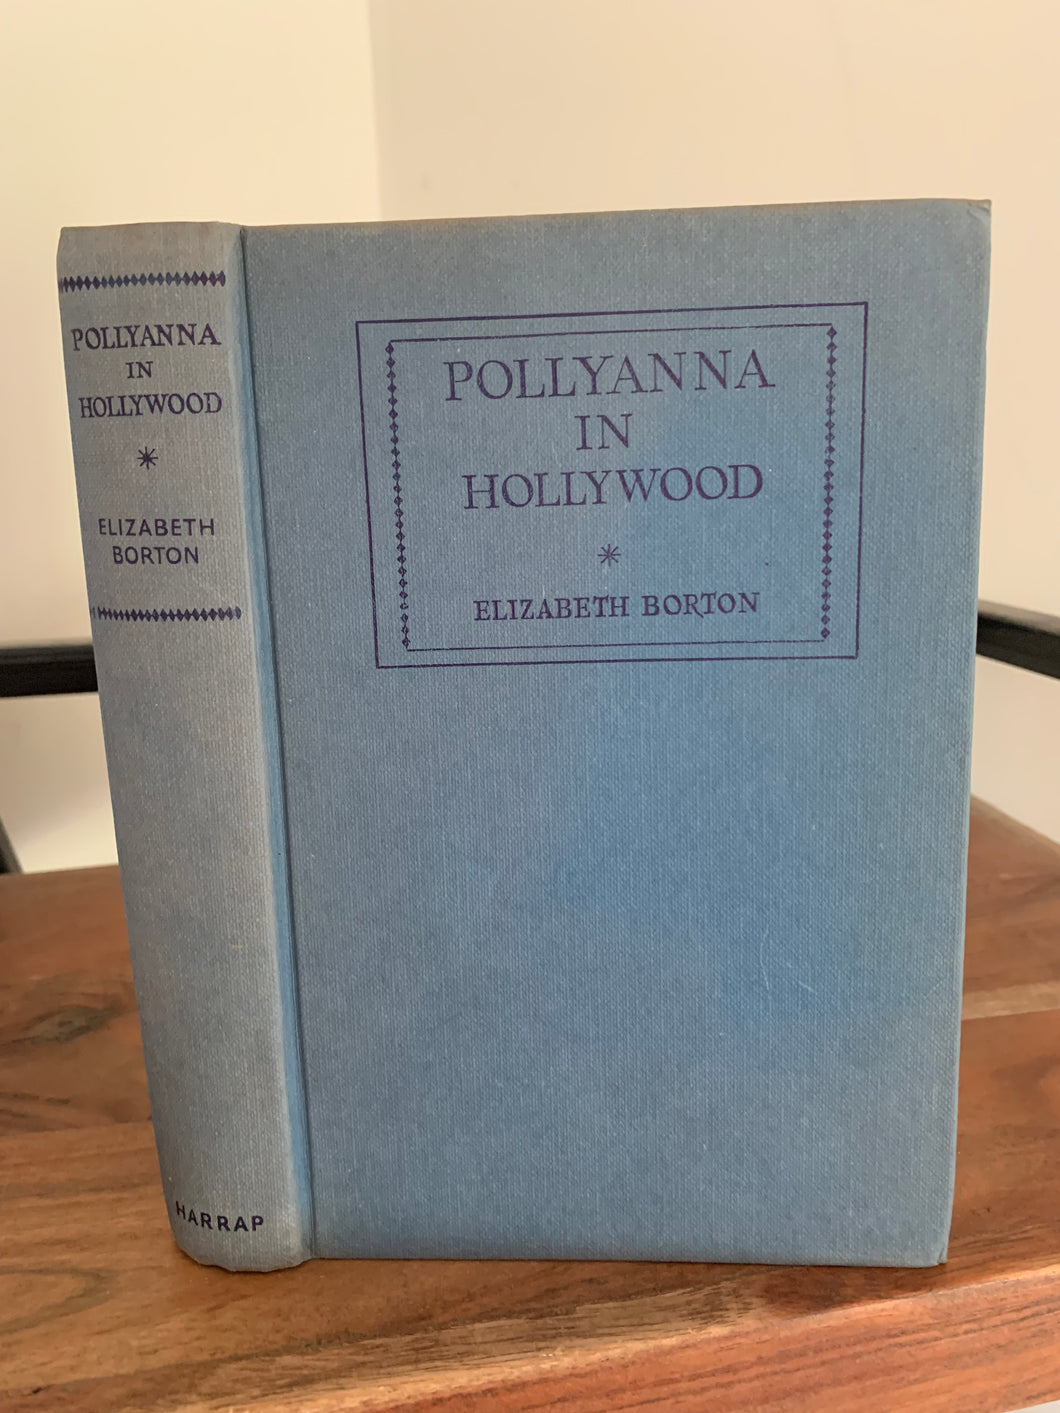 POLLYANNA
IN
HOLLYWOOD
*
ELIZABETH
BORTON
HARRAP
POLLYANNA
IN
HOLLYWOOD
*
ELIZABETH BORTON